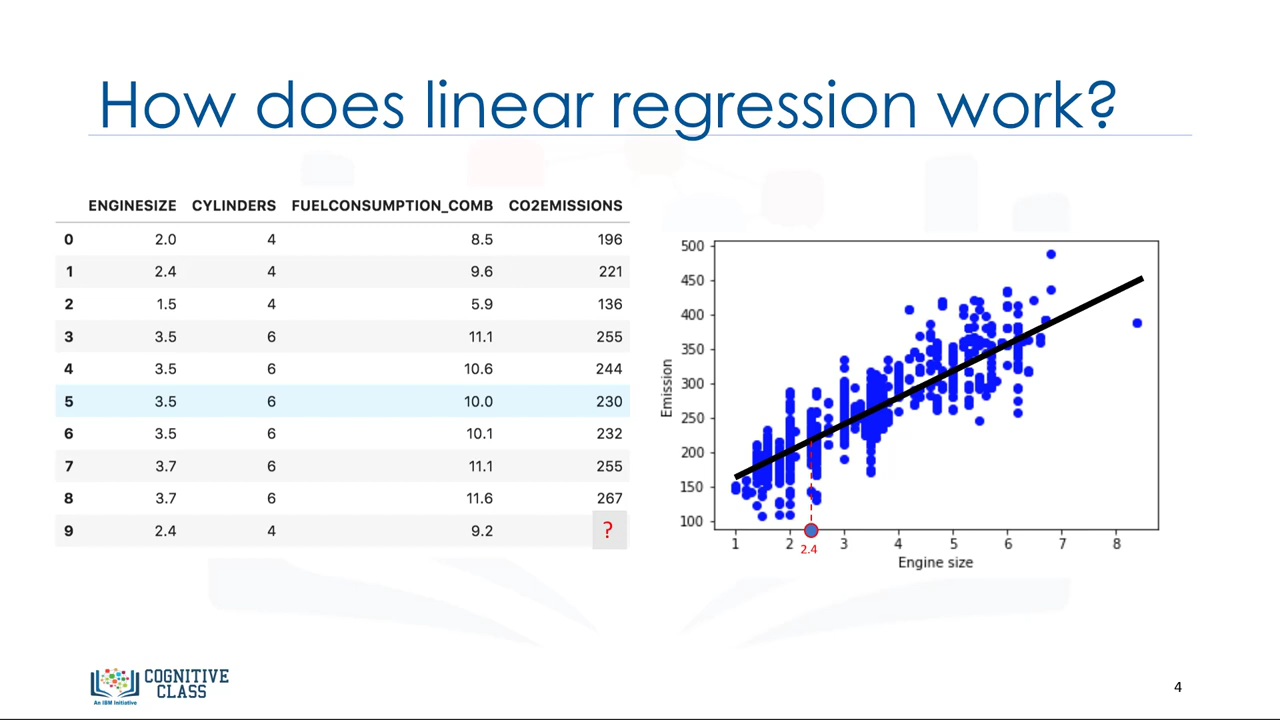 How does linear regression work?
ENGINESIZE CYLINDERS FUELCONSUMPTION_COMB CO2EMISSIONS
0 2.0 4 8.5 196
1 2.4 4 9.6 221
2 1.5 4 5.9 136
3 3.5 6 11.1 255
4 3.5 6 10.6 244
5 3.5 6 10.0 230
6 3.5 6 10.1 232
7 3.7 6 11.1 255
8 3.7 6 11.6 267
9 2.4 4 9.2 ?
500
450
400
350
300
250
200
150
100
Emission
1 2 3 4 5 6 7 8
2.4
Engine size
COGNITIVE
CLASS
An IBM Initiative
4